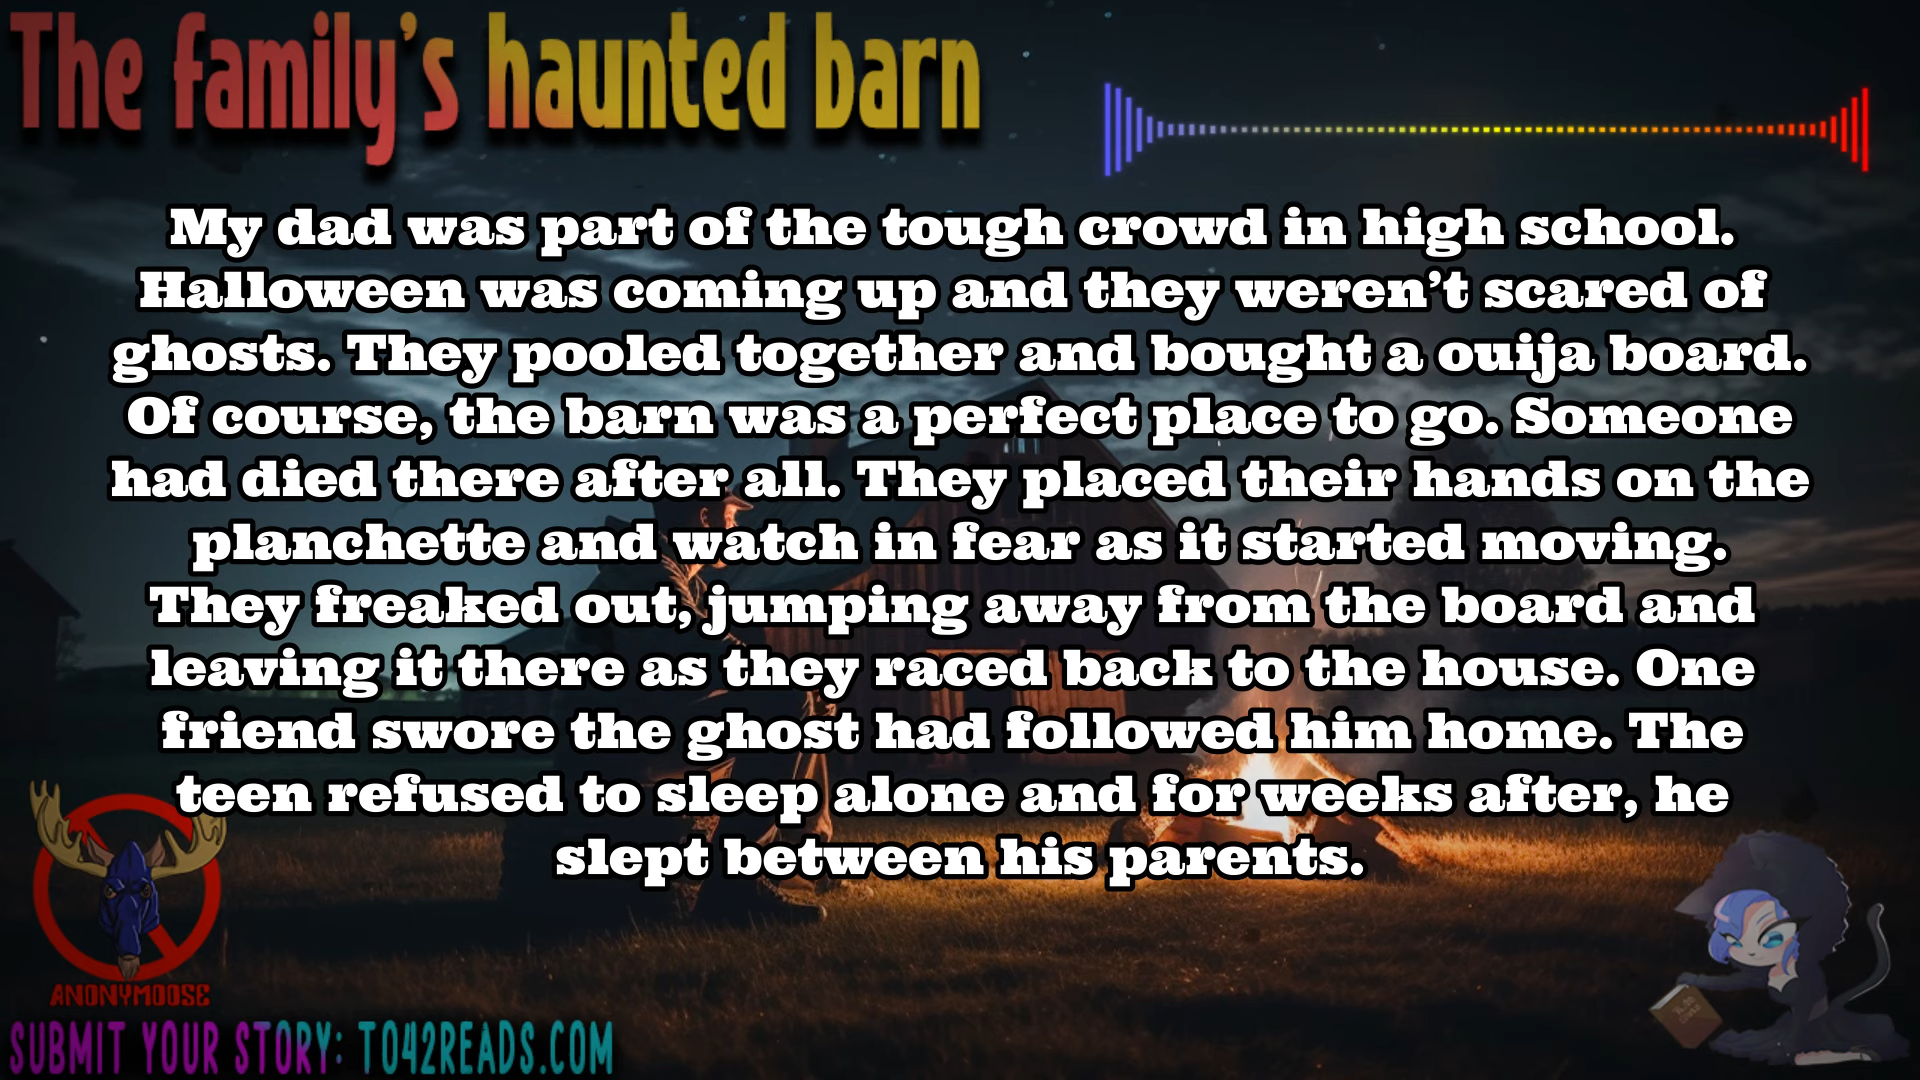 The family's haunted barn
My dad was part of the tough crowd in high school.
Halloween was coming up and they weren't scared of
ghosts. They pooled together and bought a ouija board.
Of course, the barn was a perfect place to go. Someone
had died there after all. They placed their hands on the
planchette and watch in fear as it started moving.
They freaked out, jumping away from the board and
leaving it there as they raced back to the house. One
friend swore the ghost had followed him home. The
teen refused to sleep alone and for weeks after, he
slept between his parents.
ANONYMOOSE
SUBMIT YOUR STORY: TO42READS.COM